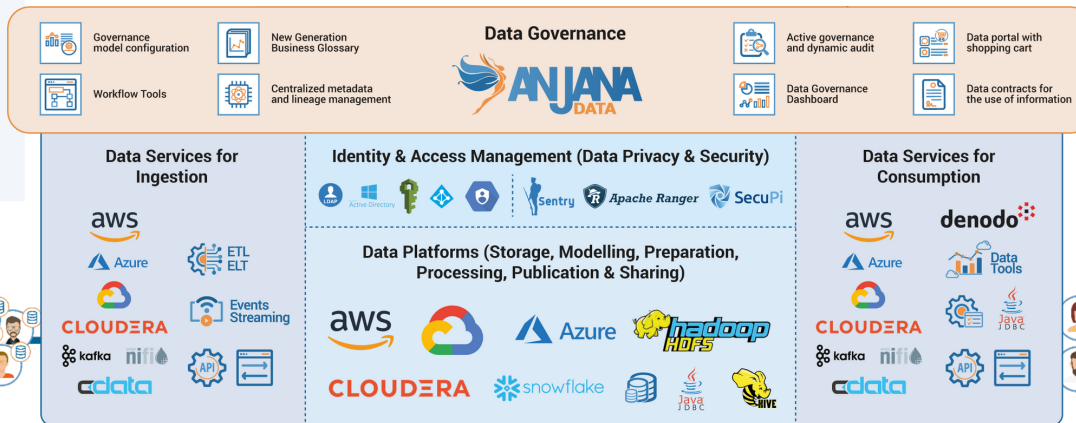 Data Governance
ANJANA
DATA
Governance
model configuration
New Generation
Business Glossary
Workflow Tools
Centralized metadata
and lineage management
Active governance
and dynamic audit
Data portal with
shopping cart
Data Governance
Dashboard
Data contracts for
the use of information
Data Services for
Ingestion
aws
Azure
ETL
ELT
Events
Streaming
CLOUDERA
kafka
nifi
API
cdata
Identity & Access Management (Data Privacy & Security)
LDAP
Active Directory
Sentry
Apache Ranger
SecuPi
Data Platforms (Storage, Modelling, Preparation,
Processing, Publication & Sharing)
aws
Azure
hadoop
HDFS
CLOUDERA
snowflake
Java
JDBC
HIVE
Data Services for
Consumption
aws
denodo
Azure
Data
Tools
CLOUDERA
Java
JDBC
kafka
nifi
API
cdata